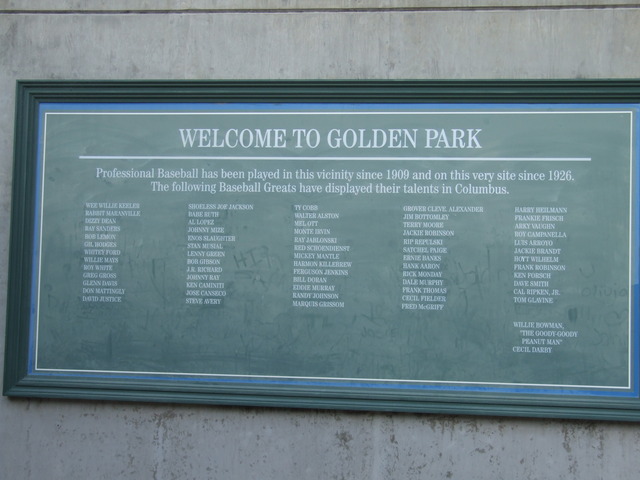 WELCOME TO GOLDEN PARK
Professional Baseball has been played in this vicinity since 1909 and on this very site since 1926.
The following Baseball Greats have displayed their talents in Columbus.
WEE WILLIE KEELER
RABBIT MARANVILLE
DIZZY DEAN
RAY SANDERS
BOB LEMON
GIL HODGES
WHITEY FORD
WILLIE MAYS
ROY WHITE
GREG GROSS
GLENN DAVIS
DON MATTINGLY
DAVID JUSTICE
SHOELESS JOE JACKSON
BABE RUTH
AL LOPEZ
JOHNNY MIZE
ENOS SLAUGHTER
STAN MUSIAL
LENNY GREEN
BOB GIBSON
J.R. RICHARD
JOHNNY RAY
KEN CAMINITI
JOSE CANSECO
STEVE AVERY
TY COBB
WALTER ALSTON
MEL OTT
MONTE IRVIN
RAY JABLONSKI
RED SCHOENDIENST
MICKEY MANTLE
HARMON KILLEBREW
FERGUSON JENKINS
BILL DORAN
EDDIE MURRAY
RANDY JOHNSON
MARQUIS GRISSOM
GROVER CLEVE. ALEXANDER
JIM BOTTOMLEY
TERRY MOORE
JACKIE ROBINSON
RIP REPULSKI
SATCHEL PAIGE
ERNIE BANKS
HANK AARON
RICK MONDAY
DALE MURPHY
FRANK THOMAS
CECIL FIELDER
FRED McGRIFF
HARRY HEILMANN
FRANKIE FRISCH
ARKY VAUGHN
ROY CAMPANELLA
LUIS ARROYO
JACKIE BRANDT
HOYT WILHELM
FRANK ROBINSON
KEN FORSCH
DAVE SMITH
CAL RIPKEN, JR.
TOM GLAVINE
WILLIE BOWMAN,
"THE GOODY-GOODY
PEANUT MAN"
CECIL DARBY